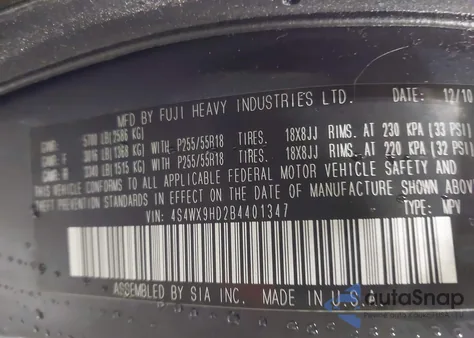 MFD BY FUJI HEAVY INDUSTRIES LTD. DATE: 12/10
GVWR: 5700 LB(2586 KG)
GAWR: F 3016 LB(1368 KG) WITH P255/55R18 TIRES. 18X8JJ RIMS. AT 230 KPA (33 PSI)
GAWR: R 3340 LB(1515 KG) WITH P255/55R18 TIRES. 18X8JJ RIMS. AT 220 KPA (32 PSI)
THIS VEHICLE CONFORMS TO ALL APPLICABLE FEDERAL MOTOR VEHICLE SAFETY AND
THEFT PREVENTION STANDARDS IN EFFECT ON THE DATE OF MANUFACTURE SHOWN ABOVE
VIN: 4S4WX9HD2B4401347 TYPE:
ASSEMBLED BY SIA INC. MADE IN U.S.A.
autoSnap